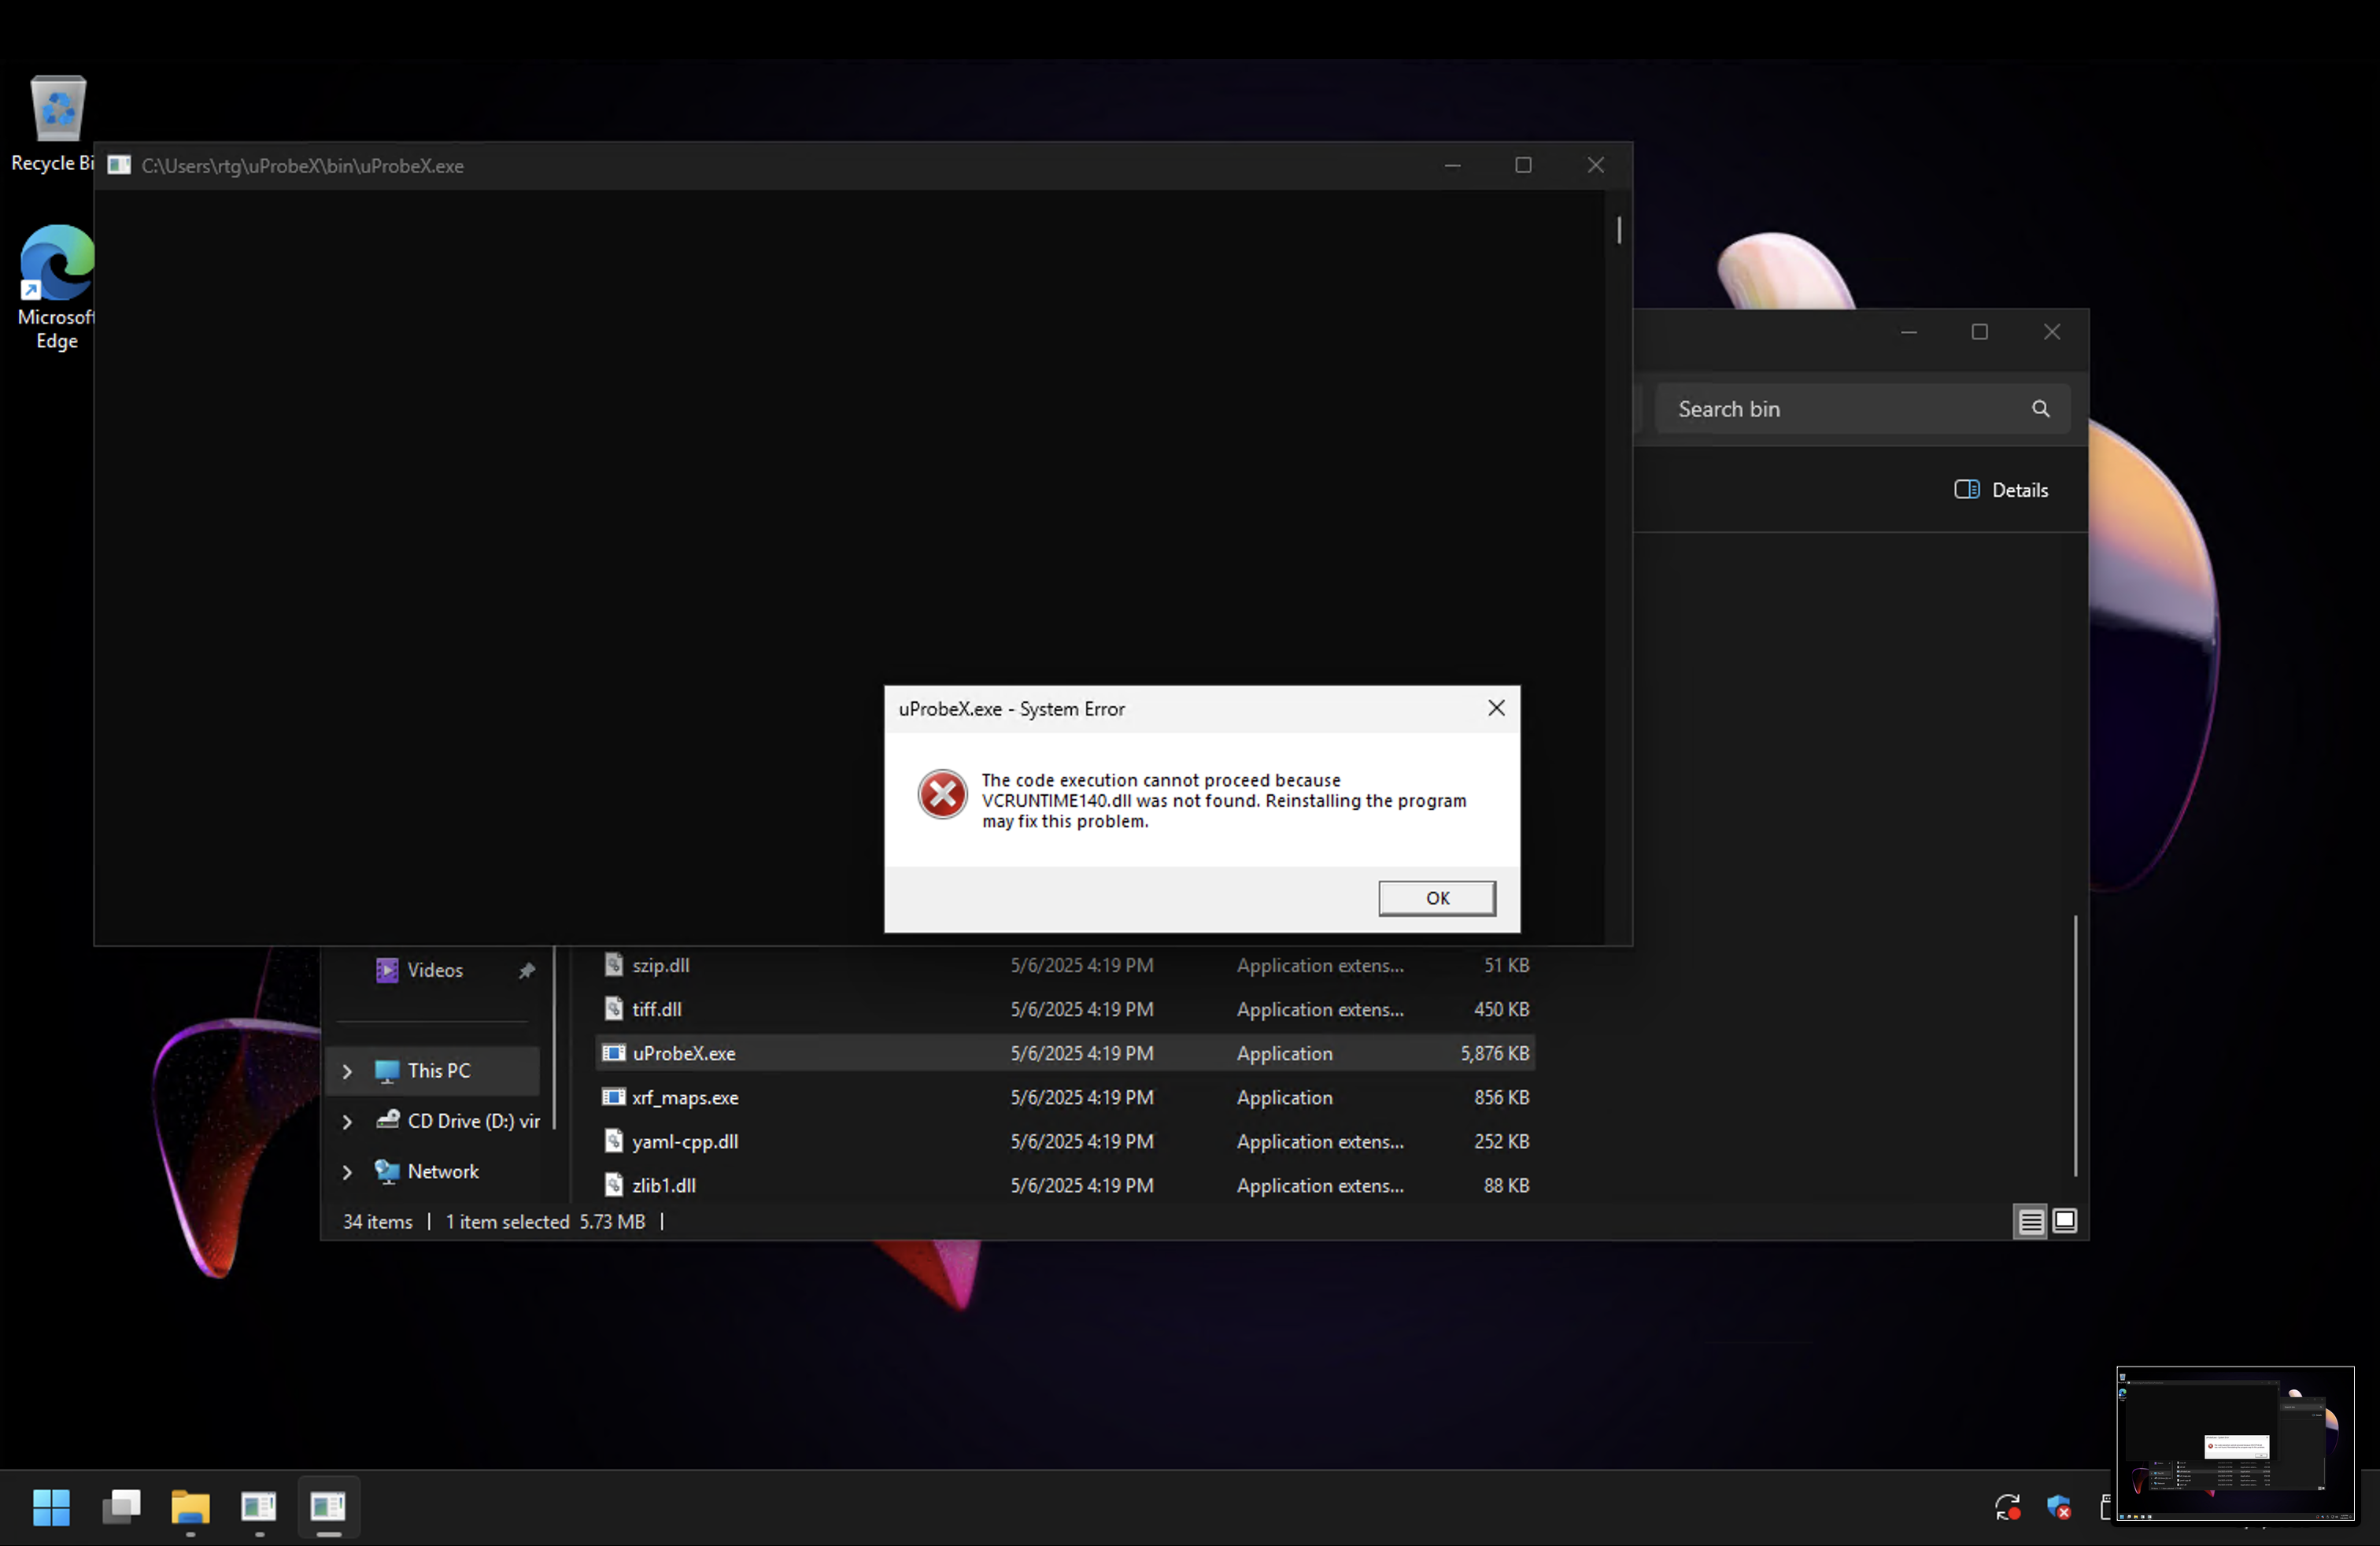 Recycle Bi
C:\Users\rtg\uProbeX\bin\uProbeX.exe
Microsoft
Edge
Search bin
Details
uProbeX.exe - System Error
The code execution cannot proceed because
VCRUNTIME140.dll was not found. Reinstalling the program
may fix this problem.
OK
Videos
szip.dll 5/6/2025 4:19 PM Application extens... 51 KB
tiff.dll 5/6/2025 4:19 PM Application extens... 450 KB
uProbeX.exe 5/6/2025 4:19 PM Application 5,876 KB
This PC
xrf_maps.exe 5/6/2025 4:19 PM Application 856 KB
CD Drive (D:) vir
yaml-cpp.dll 5/6/2025 4:19 PM Application extens... 252 KB
Network
zlib1.dll 5/6/2025 4:19 PM Application extens... 88 KB
34 items | 1 item selected 5.73 MB |